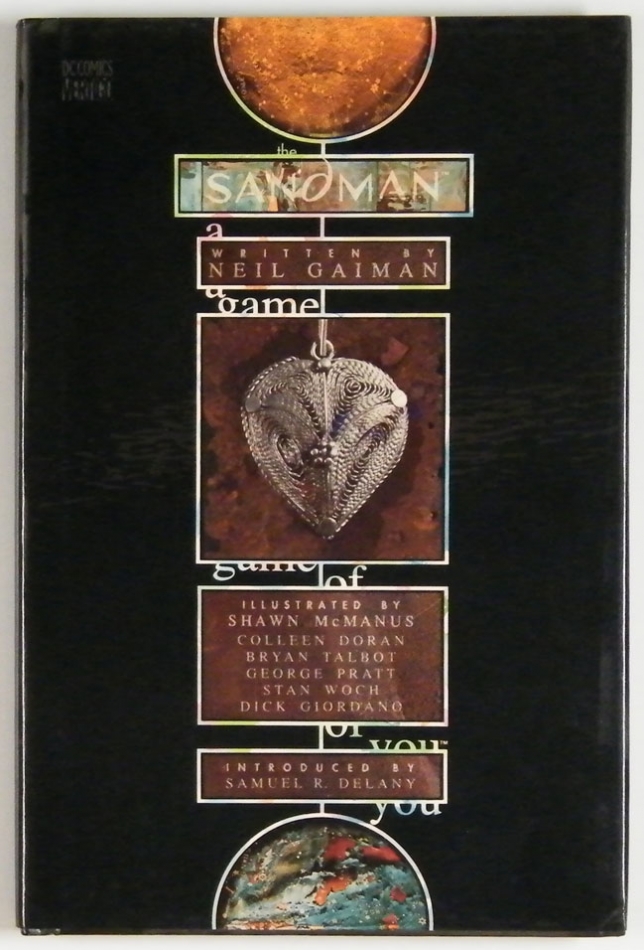 DC COMICS
VERTIGO
the
SANDMAN
a
WRITTEN BY
NEIL GAIMAN
a
game
game
of
ILLUSTRATED BY
SHAWN McMANUS
COLLEEN DORAN
BRYAN TALBOT
GEORGE PRATT
STAN WOCH
DICK GIORDANO
of
you™
INTRODUCED BY
SAMUEL R. DELANY
you